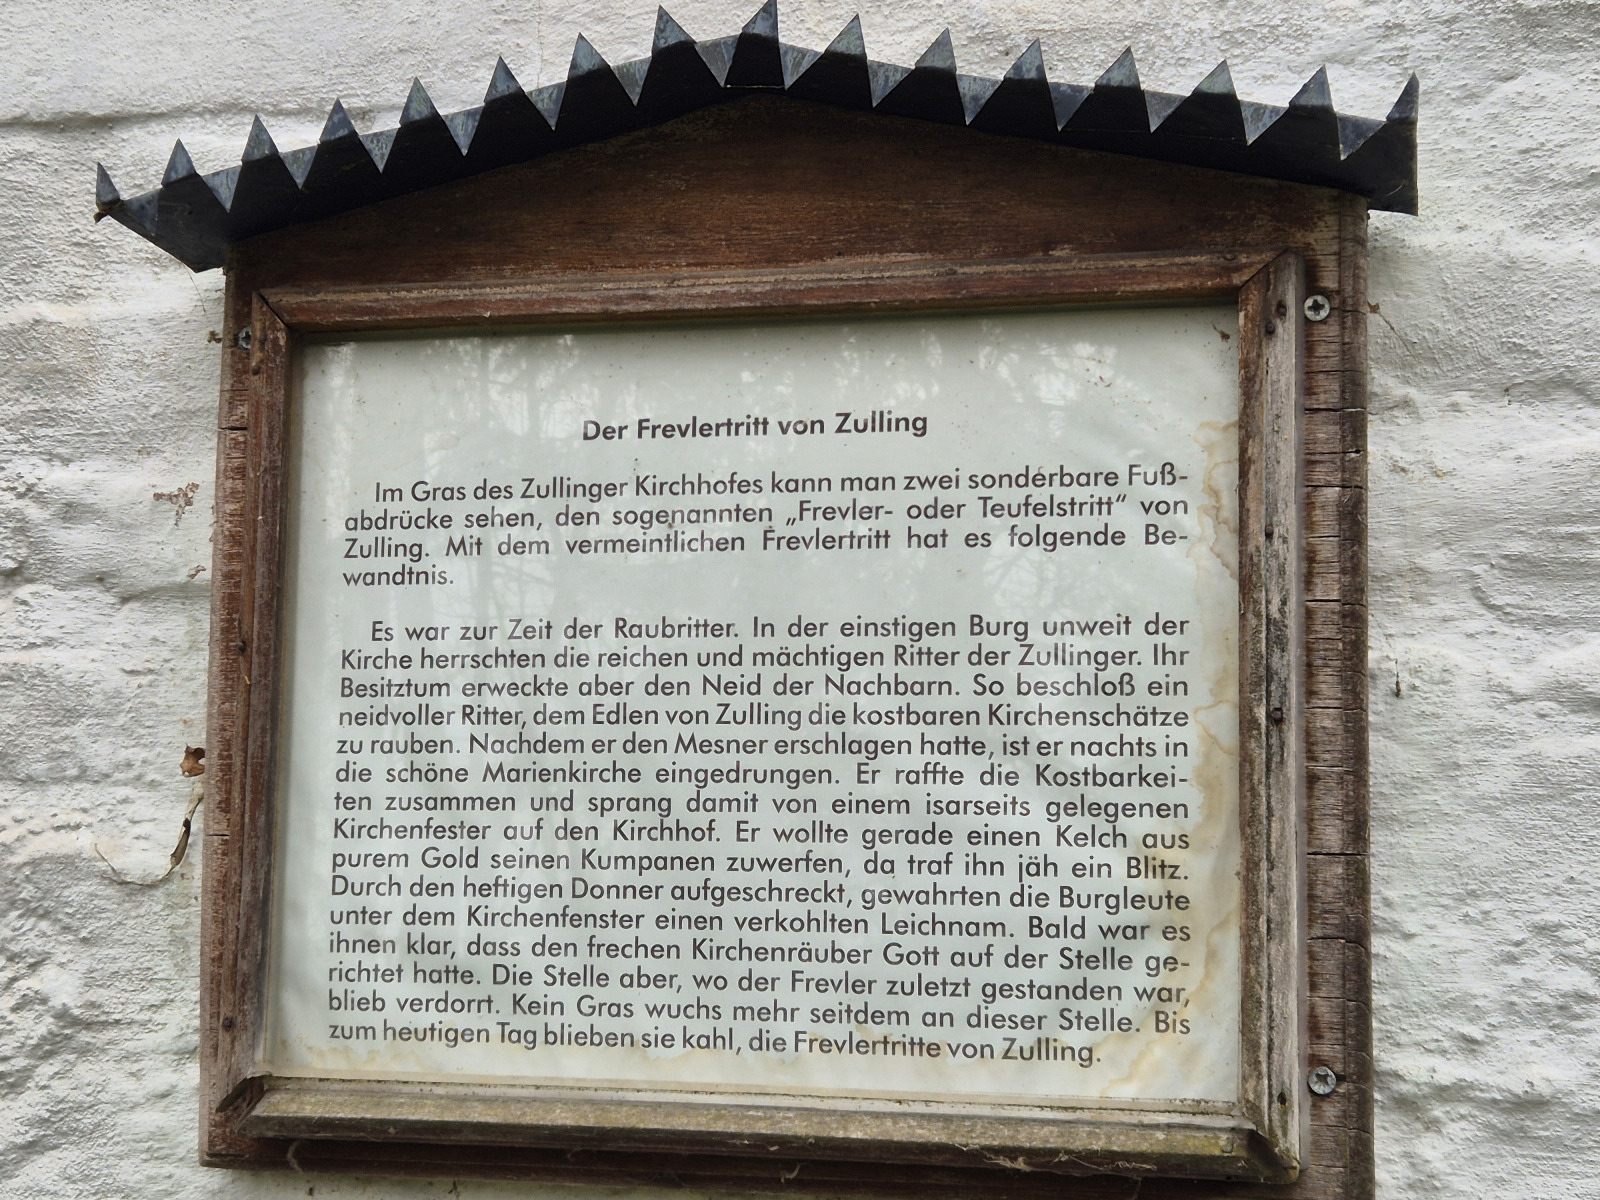 Der Frevlertritt von Zulling
Im Gras des Zullinger Kirchhofes kann man zwei sonderbare Fuß-
abdrücke sehen, den sogenannten „Frevler- oder Teufelstritt“ von
Zulling. Mit dem vermeintlichen Frevlertritt hat es folgende Be-
wandtnis.
Es war zur Zeit der Raubritter. In der einstigen Burg unweit der
Kirche herrschten die reichen und mächtigen Ritter der Zullinger. Ihr
Besitztum erweckte aber den Neid der Nachbarn. So beschloß ein
neidvoller Ritter, dem Edlen von Zulling die kostbaren Kirchenschätze
zu rauben. Nachdem er den Mesner erschlagen hatte, ist er nachts in
die schöne Marienkirche eingedrungen. Er raffte die Kostbarkei-
ten zusammen und sprang damit von einem isarseits gelegenen
Kirchenfester auf den Kirchhof. Er wollte gerade einen Kelch aus
purem Gold seinen Kumpanen zuwerfen, da traf ihn jäh ein Blitz.
Durch den heftigen Donner aufgeschreckt, gewahrten die Burgleute
unter dem Kirchenfenster einen verkohlten Leichnam. Bald war es
ihnen klar, dass den frechen Kirchenräuber Gott auf der Stelle ge-
richtet hatte. Die Stelle aber, wo der Frevler zuletzt gestanden war,
blieb verdorrt. Kein Gras wuchs mehr seitdem an dieser Stelle. Bis
zum heutigen Tag blieben sie kahl, die Frevlertritte von Zulling.